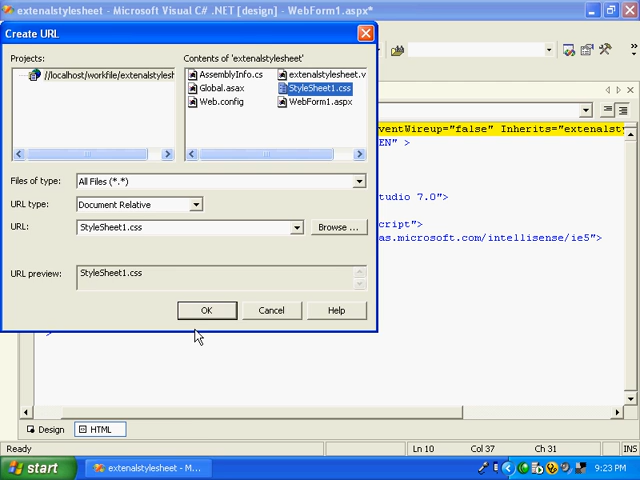 extenalstylesheet - Microsoft Visual C# .NET [design] - WebForm1.aspx*
Create URL
Projects:
Contents of 'extenalstylesheet'
//localhost/workfile/extenalstylesh
AssemblyInfo.cs
extenalstylesheet.v
Global.asax
StyleSheet1.css
Web.config
WebForm1.aspx
Files of type:
All Files (*.*)
URL type:
Document Relative
URL:
StyleSheet1.css
Browse ...
URL preview:
StyleSheet1.css
OK
Cancel
Help
ventWireup="false" Inherits="extenalsty
EN" >
tudio 7.0">
cript">
as.microsoft.com/intellisense/ie5">
>
Design
HTML
Ready
Ln 10
Col 37
Ch 31
INS
start
extenalstylesheet - M...
9:23 PM